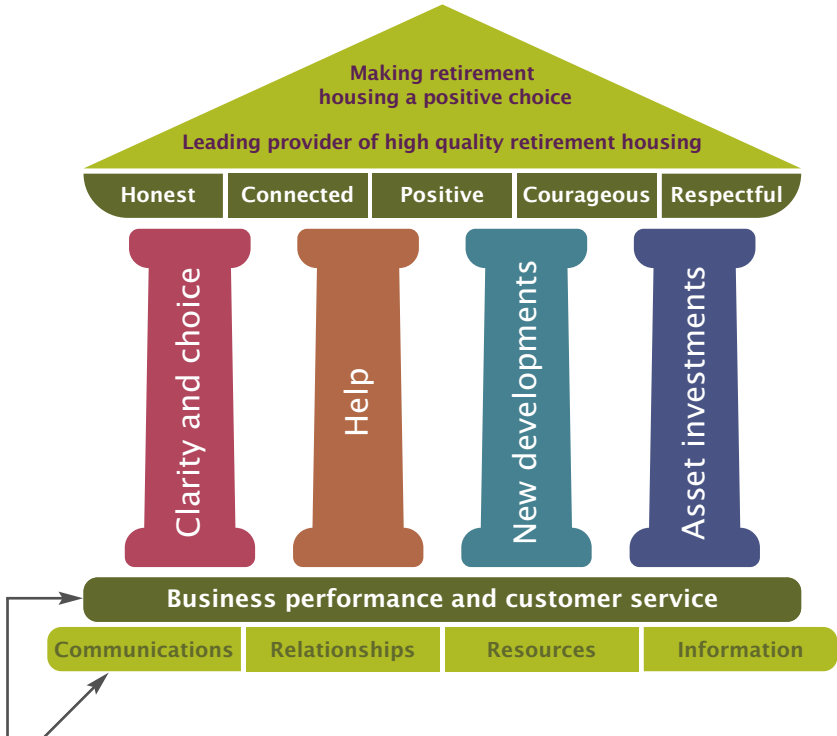 Making retirement
housing a positive choice
Leading provider of high quality retirement housing
Honest
Connected
Positive
Courageous
Respectful
Clarity and choice
Help
New developments
Asset investments
Business performance and customer service
Communications
Relationships
Resources
Information